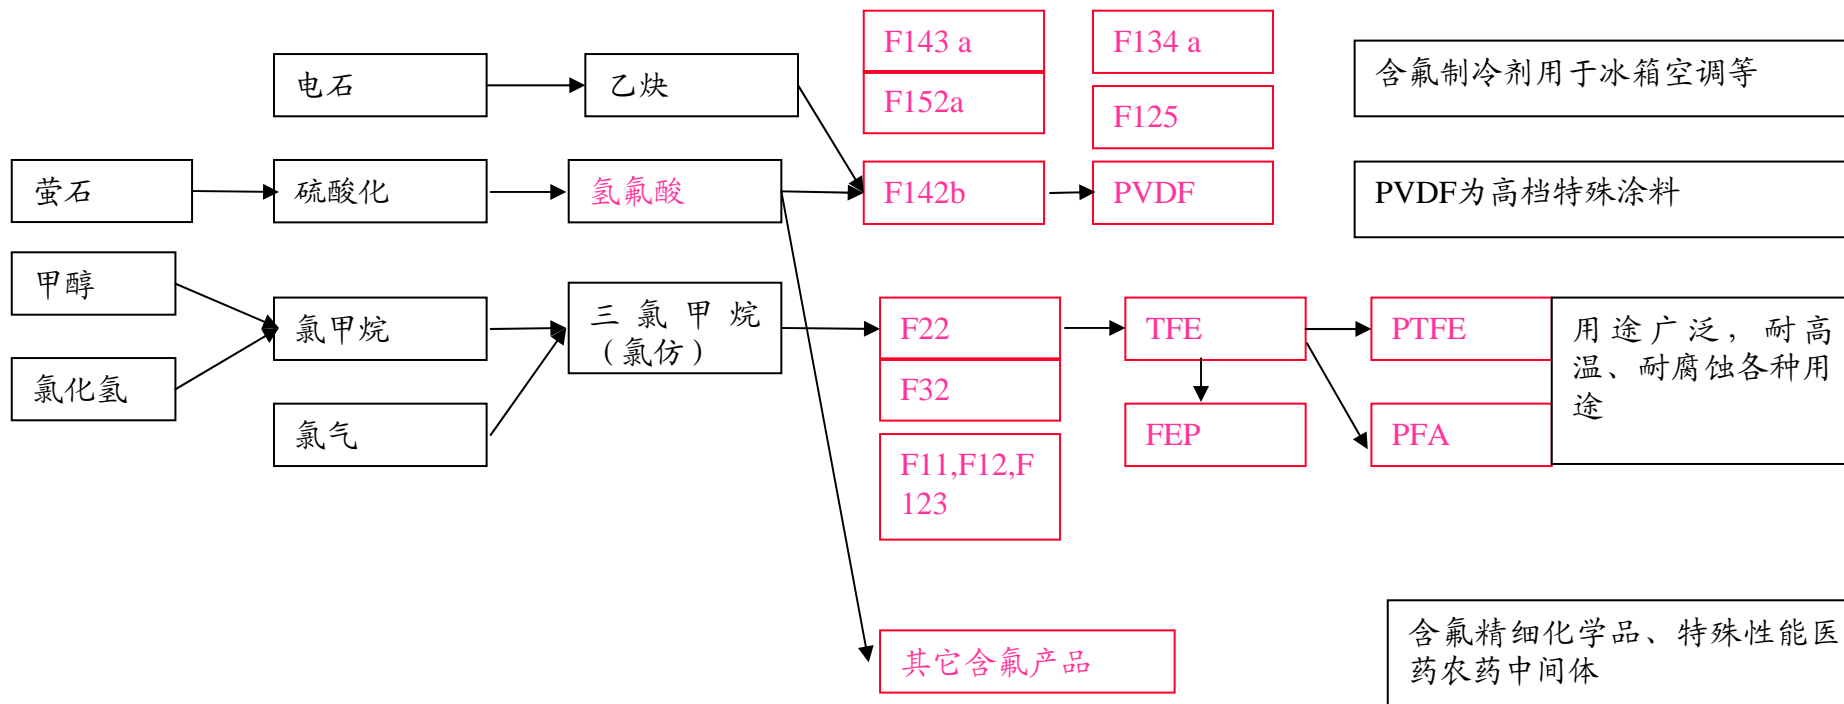 F143 a
F134 a
电石
乙炔
含氟制冷剂用于冰箱空调等
F152a
F125
萤石
硫酸化
氢氟酸
F142b
PVDF
PVDF为高档特殊涂料
甲醇
氯甲烷
三氯甲烷
（氯仿）
F22
TFE
PTFE
用途广泛，耐高
温、耐腐蚀各种用
途
氯化氢
F32
氯气
FEP
PFA
F11,F12,F
123
其它含氟产品
含氟精细化学品、特殊性能医
药农药中间体